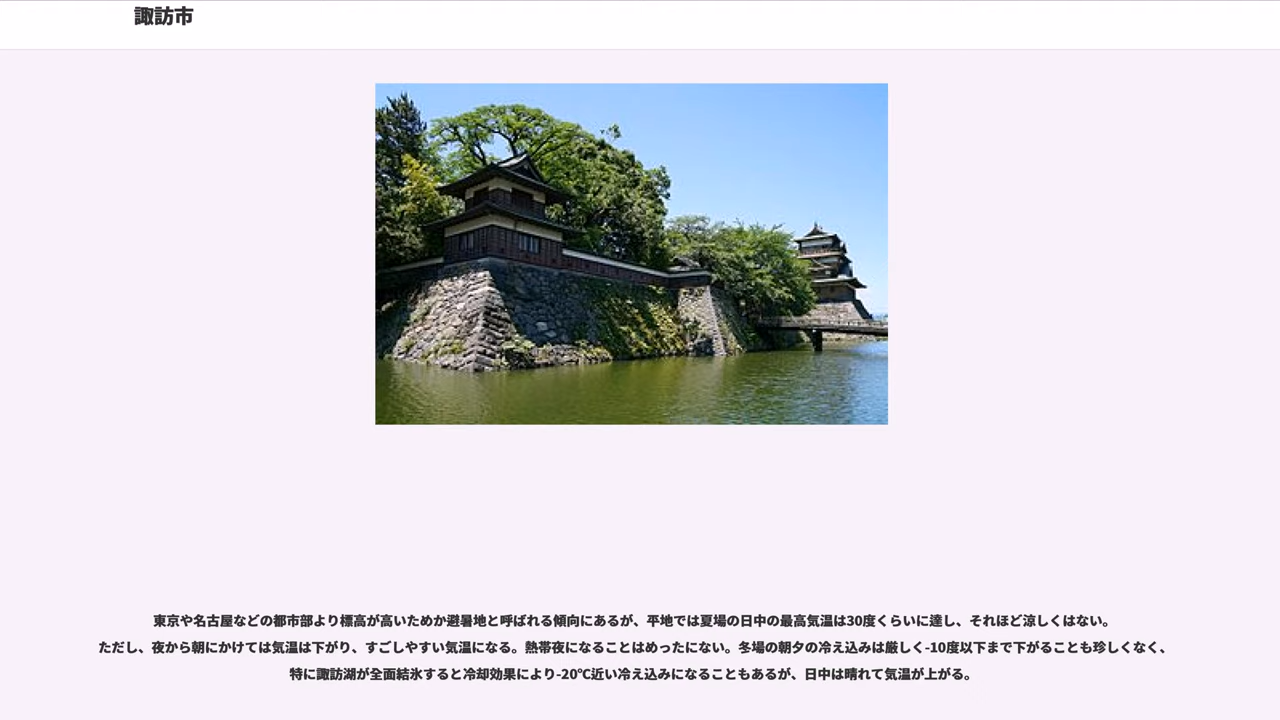 諏訪市
東京や名古屋などの都市部より標高が高いためか避暑地と呼ばれる傾向にあるが、平地では夏場の日中の最高気温は30度くらいに達し、それほど涼しくはない。
ただし、夜から朝にかけては気温は下がり、すごしやすい気温になる。熱帯夜になることはめったにない。冬場の朝夕の冷え込みは厳しく-10度以下まで下がることも珍しくなく、
特に諏訪湖が全面結氷すると冷却効果により-20℃近い冷え込みになることもあるが、日中は晴れて気温が上がる。